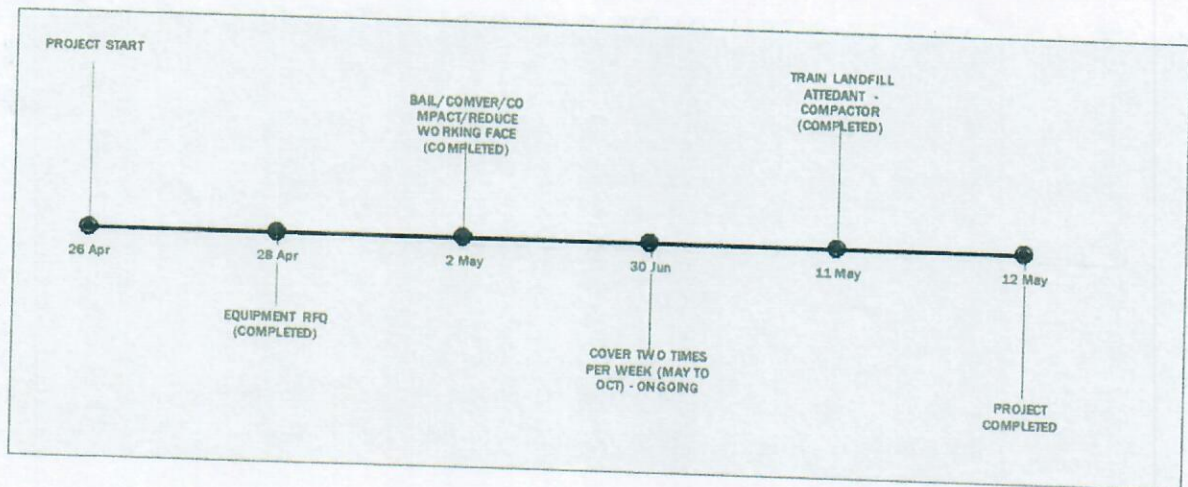 PROJECT START
BAIL/COMVER/CO
MPACT/REDUCE
WORKING FACE
(COMPLETED)
TRAIN LANDFILL
ATTEDANT -
COMPACTOR
(COMPLETED)
26 Apr
28 Apr
2 May
30 Jun
11 May
12 May
EQUIPMENT RFQ
(COMPLETED)
COVER TWO TIMES
PER WEEK (MAY TO
OCT) - ONGOING
PROJECT
COMPLETED